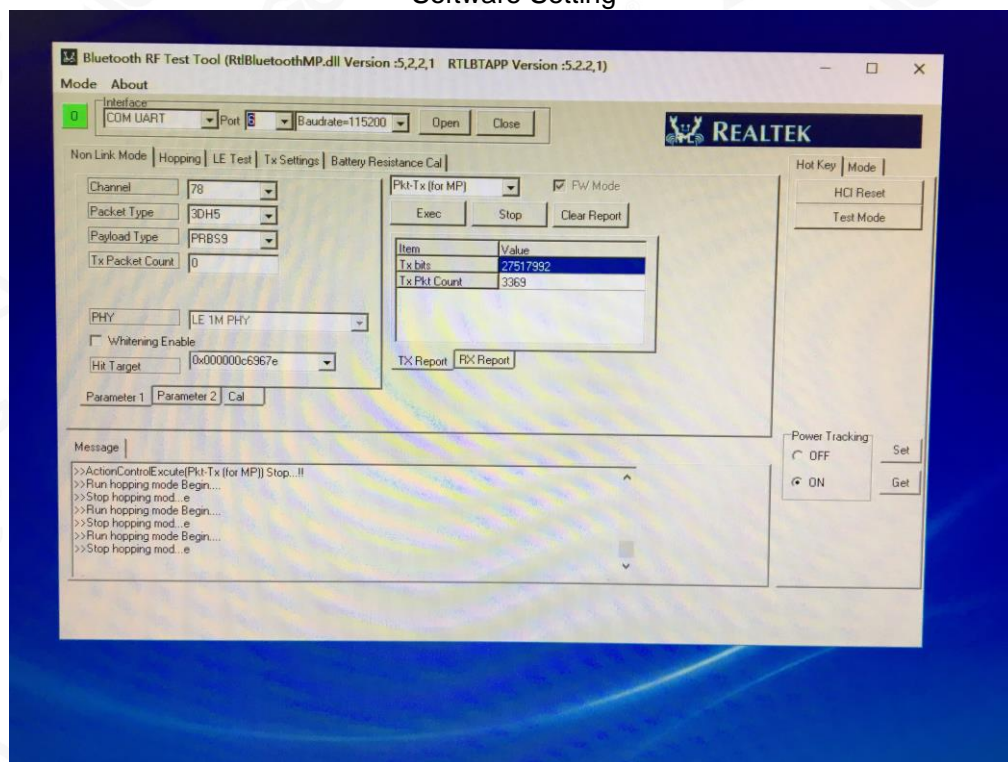 Software Setting
Bluetooth RF Test Tool (RtlBluetoothMP.dll Version :5,2,2,1 RTLBTAPP Version :5.2.2,1)
Mode About
Interface
0 COM UART Port 6 Baudrate=115200 Open Close
REALTEK
Non Link Mode Hopping LE Test Tx Settings Battery Resistance Cal
Hot Key Mode
Channel 78
Pkt-Tx (for MP) FW Mode
HCI Reset
Packet Type 3DH5
Exec Stop Clear Report
Test Mode
Payload Type PRBS9
Tx Packet Count 0
Item Value
Tx bits 27517992
Tx Pkt Count 3369
PHY LE 1M PHY
Whitening Enable
Hit Target 0x000000c6967e
TX Report RX Report
Parameter 1 Parameter 2 Cal
Message
>>ActionControlExcute(Pkt-Tx (for MP)) Stop...!!
>>Run hopping mode Begin....
>>Stop hopping mod...e
>>Run hopping mode Begin....
>>Stop hopping mod...e
>>Run hopping mode Begin....
>>Stop hopping mod...e
Power Tracking
OFF Set
ON Get